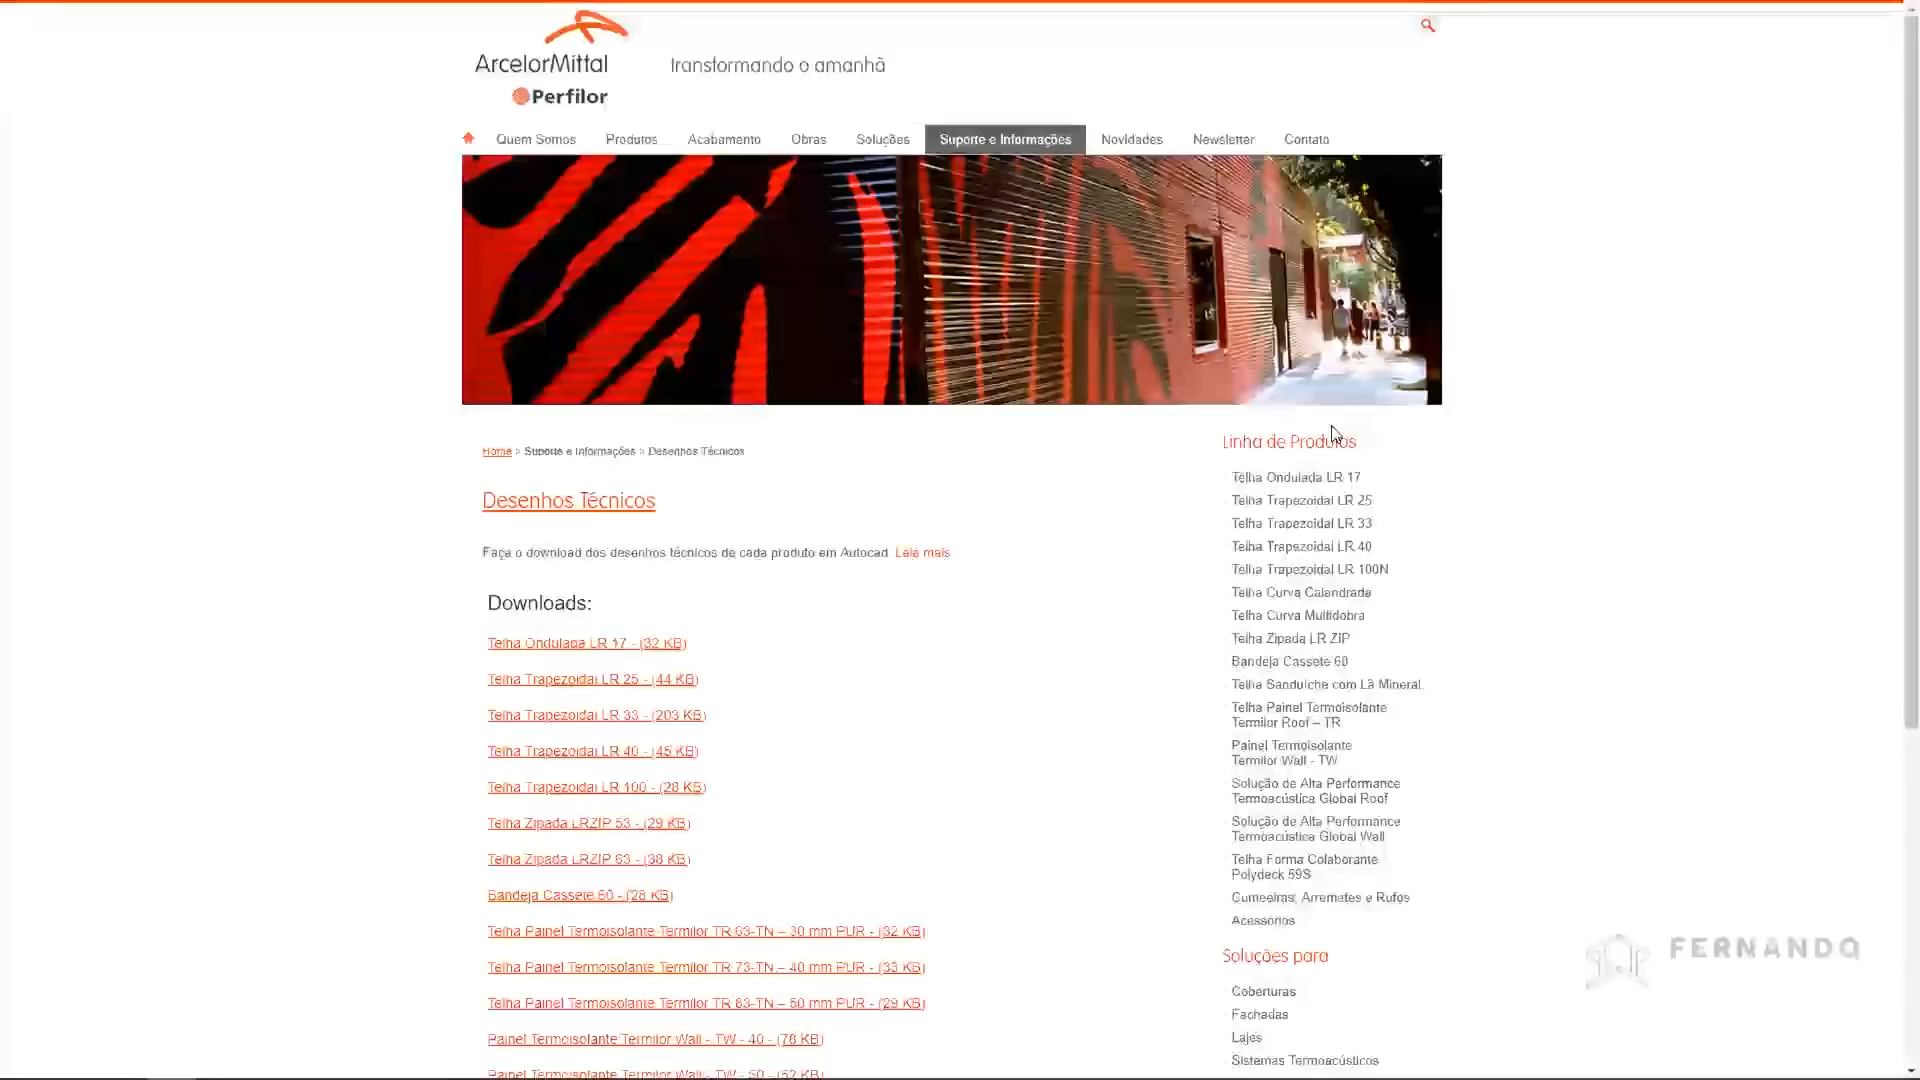 ArcelorMittal
Transformando o amanhã
Perfilor
Quem Somos Produtos Acabamento Obras Soluções Suporte e Informações Novidades Newsletter Contato
Home > Suporte e Informações > Desenhos Técnicos
Desenhos Técnicos
Faça o download dos desenhos técnicos de cada produto em Autocad Leia mais
Downloads:
Telha Ondulada LR 17 - (32 KB)
Telha Trapezoidal LR 25 - (44 KB)
Telha Trapezoidal LR 33 - (203 KB)
Telha Trapezoidal LR 40 - (45 KB)
Telha Trapezoidal LR 100 - (28 KB)
Telha Zipada LRZIP 53 - (29 KB)
Telha Zipada LRZIP 63 - (38 KB)
Bandeja Cassete 60 - (28 KB)
Telha Painel Termoisolante Termilor TR 63-TN – 30 mm PUR - (32 KB)
Telha Painel Termoisolante Termilor TR 73-TN – 40 mm PUR - (33 KB)
Telha Painel Termoisolante Termilor TR 83-TN – 50 mm PUR - (29 KB)
Painel Termoisolante Termilor Wall - TW - 40 - (78 KB)
Painel Termoisolante Termilor Wall - TW - 50 - (52 KB)
Linha de Produtos
Telha Ondulada LR 17
Telha Trapezoidal LR 25
Telha Trapezoidal LR 33
Telha Trapezoidal LR 40
Telha Trapezoidal LR 100N
Telha Curva Calandrada
Telha Curva Multidobra
Telha Zipada LR ZIP
Bandeja Cassete 60
Telha Sanduíche com Lã Mineral
Telha Painel Termoisolante
Termilor Roof – TR
Painel Termoisolante
Termilor Wall - TW
Solução de Alta Performance
Termoacústica Global Roof
Solução de Alta Performance
Termoacústica Global Wall
Telha Forma Colaborante
Polydeck 59S
Cumeeiras, Arremates e Rufos
Acessórios
Soluções para
Coberturas
Fachadas
Lajes
Sistemas Termoacústicos
FERNANDO